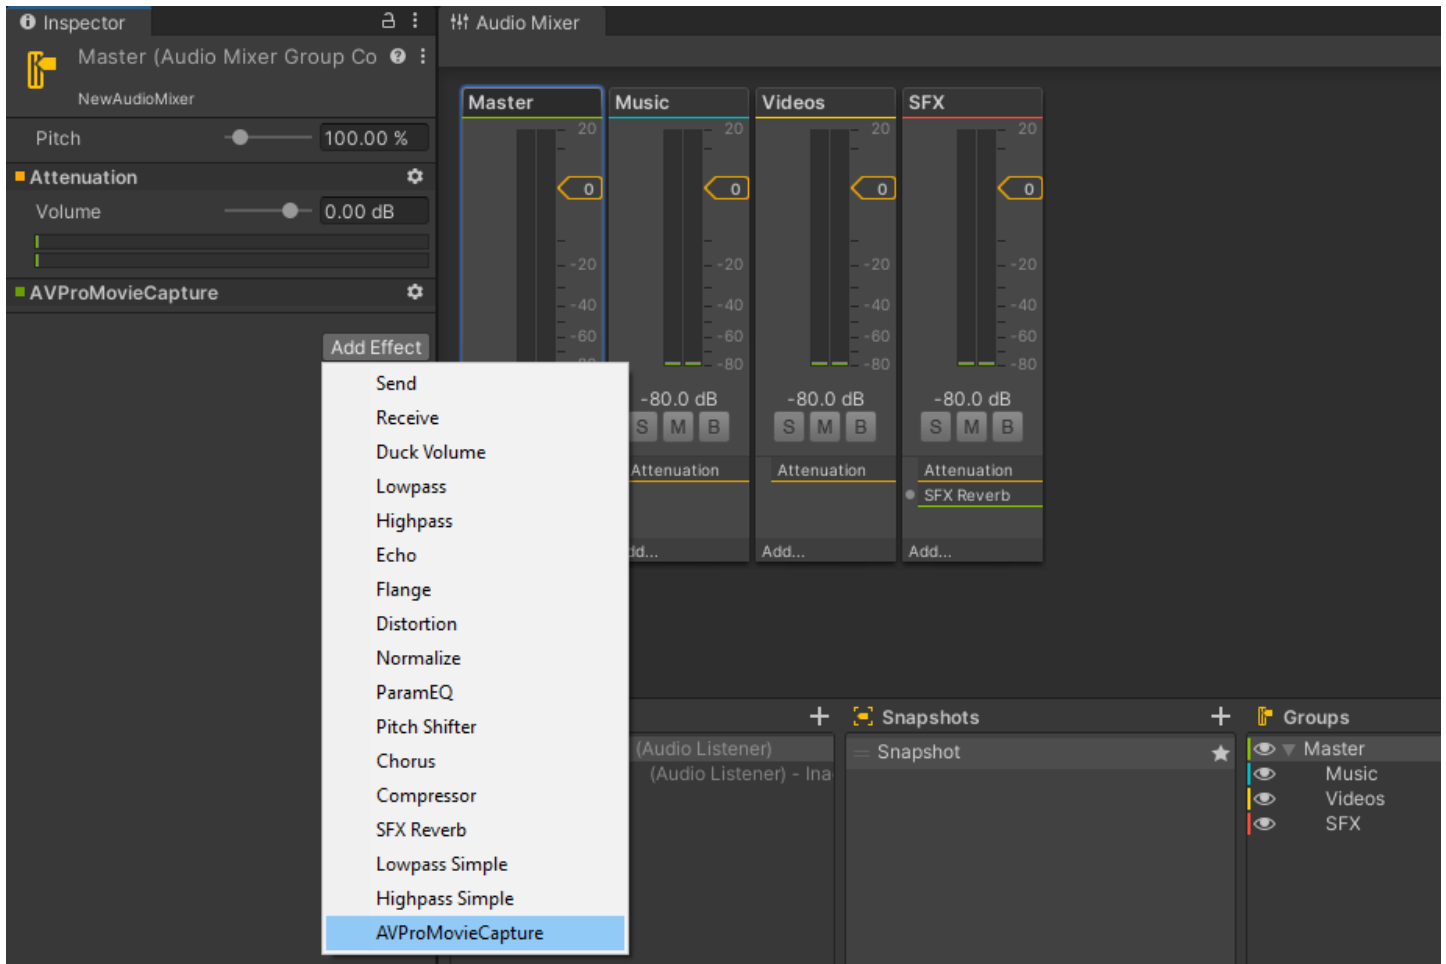 Inspector
Master (Audio Mixer Group Co
NewAudioMixer
Pitch 100.00 %
Attenuation
Volume 0.00 dB
AVProMovieCapture
Add Effect
Send
Receive
Duck Volume
Lowpass
Highpass
Echo
Flange
Distortion
Normalize
ParamEQ
Pitch Shifter
Chorus
Compressor
SFX Reverb
Lowpass Simple
Highpass Simple
AVProMovieCapture
Audio Mixer
Master Music Videos SFX
20 20 20 20
0 0 0 0
-20 -20 -20 -20
-40 -40 -40 -40
-60 -60 -60 -60
-80 -80 -80
-80.0 dB -80.0 dB -80.0 dB
S M B S M B S M B
Attenuation Attenuation Attenuation
SFX Reverb
Add... Add...
(Audio Listener)
(Audio Listener) - Ina
Snapshots
Snapshot
Groups
Master
Music
Videos
SFX